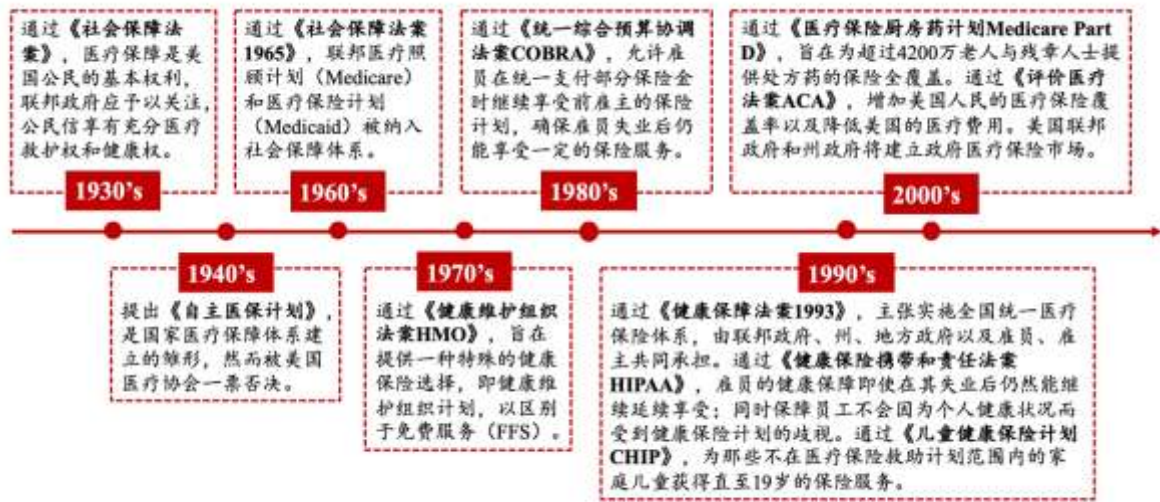 通过《社会保障法
案》，医疗保障是美
国公民的基本权利，
联邦政府应予以关注，
公民信享有充分医疗
救护权和健康权。
1930’s
通过《社会保障法案
1965》，联邦医疗照
顾计划（Medicare）
和医疗保险计划
（Medicaid）被纳入
社会保障体系。
1960’s
通过《统一综合预算协调
法案COBRA》，允许雇
员在统一支付部分保险金
时继续享受前雇主的保险
计划，确保雇员失业后仍
能享受一定的保险服务。
1980’s
通过《医疗保险厨房药计划Medicare Part
D》，旨在为超过4200万老人与残章人士提
供处方药的保险全覆盖。通过《评价医疗
法案ACA》，增加美国人民的医疗保险覆
盖率以及降低美国的医疗费用。美国联邦
政府和州政府将建立政府医疗保险市场。
2000’s
1940’s
提出《自主医保计划》，
是国家医疗保障体系建
立的雏形，然而被美国
医疗协会一票否决。
1970’s
通过《健康维护组织
法案HMO》，旨在
提供一种特殊的健康
保险选择，即健康维
护组织计划，以区别
于免费服务（FFS）。
1990’s
通过《健康保障法案1993》，主张实施全国统一医疗
保险体系，由联邦政府、州、地方政府以及雇员、雇
主共同承担。通过《健康保险携带和责任法案
HIPAA》，雇员的健康保障即使在其失业后仍然能继
续延续享受；同时保障员工不会因为个人健康状况而
受到健康保险计划的歧视。通过《儿童健康保险计划
CHIP》，为那些不在医疗保险救助计划范围内的家
庭儿童获得直至19岁的保险服务。